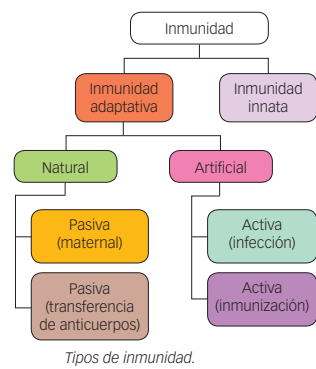 Inmunidad
Inmunidad
adaptativa
Inmunidad
innata
Natural
Artificial
Pasiva
(maternal)
Activa
(infección)
Pasiva
(transferencia
de anticuerpos)
Activa
(inmunización)
Tipos de inmunidad.